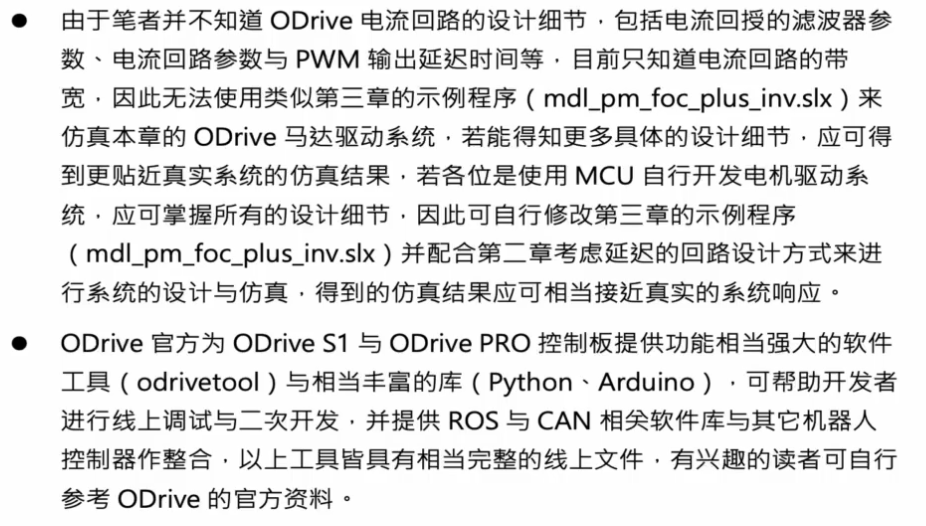 ● 由于笔者并不知道 ODrive 电流回路的设计细节，包括电流回授的滤波器参
数、电流回路参数与 PWM 输出延迟时间等，目前只知道电流回路的带
宽，因此无法使用类似第三章的示例程序（mdl_pm_foc_plus_inv.slx）来
仿真本章的 ODrive 马达驱动系统，若能得知更多具体的设计细节，应可得
到更贴近真实系统的仿真结果，若各位是使用 MCU 自行开发电机驱动系
统，应可掌握所有的设计细节，因此可自行修改第三章的示例程序
（mdl_pm_foc_plus_inv.slx）并配合第二章考虑延迟的回路设计方式来进
行系统的设计与仿真，得到的仿真结果应可相当接近真实的系统响应。
● ODrive 官方为 ODrive S1 与 ODrive PRO 控制板提供功能相当强大的软件
工具（odrivetool）与相当丰富的库（Python、Arduino），可帮助开发者
进行线上调试与二次开发，并提供 ROS 与 CAN 相关软件库与其它机器人
控制器作整合，以上工具皆具有相当完整的线上文件，有兴趣的读者可自行
参考 ODrive 的官方资料。